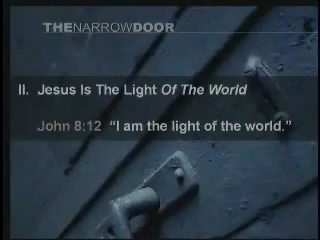 THENARROWDOOR
II. Jesus Is The Light Of The World
John 8:12 “I am the light of the world.”